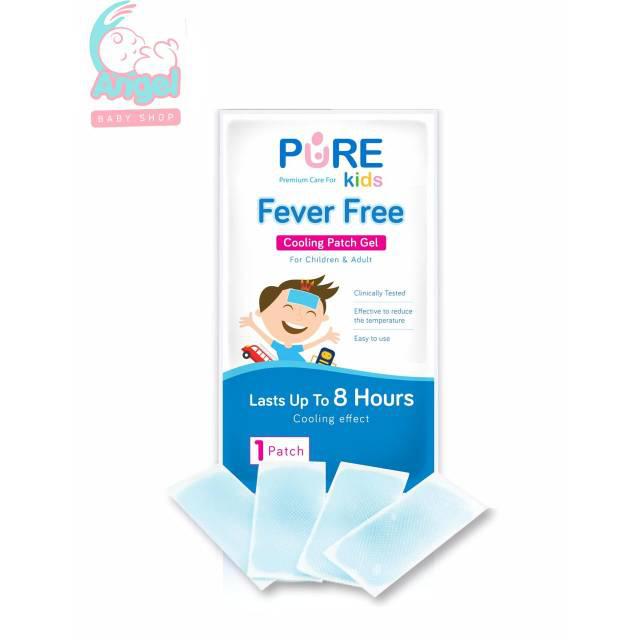 Angel
BABY SHOP
PURE
Premium Care For kids
Fever Free
Cooling Patch Gel
For Children & Adult
Clinically Tested
Effective to reduce
the temperature
Easy to use
Lasts Up To 8 Hours
Cooling effect
1 Patch